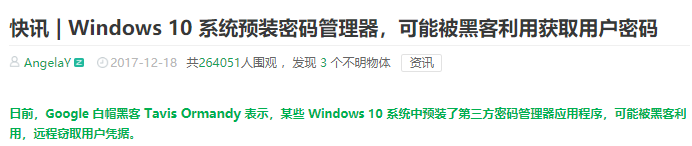 快讯 | Windows 10 系统预装密码管理器，可能被黑客利用获取用户密码
AngelaY 2017-12-18 共264051人围观 ，发现 3 个不明物体 资讯
日前，Google 白帽黑客 Tavis Ormandy 表示，某些 Windows 10 系统中预装了第三方密码管理器应用程序，可能被黑客利
用，远程窃取用户凭据。